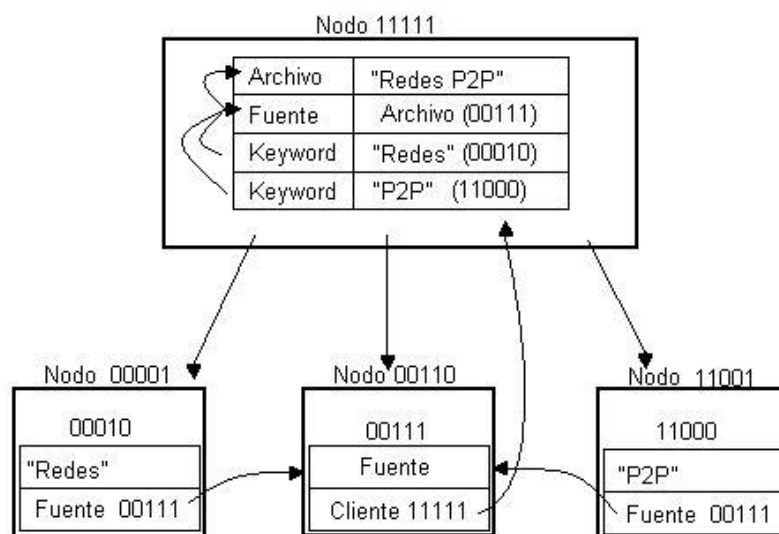 Nodo 11111
Archivo "Redes P2P"
Fuente Archivo (00111)
Keyword "Redes" (00010)
Keyword "P2P" (11000)
Nodo 00001
00010
"Redes"
Fuente 00111
Nodo 00110
00111
Fuente
Cliente 11111
Nodo 11001
11000
"P2P"
Fuente 00111